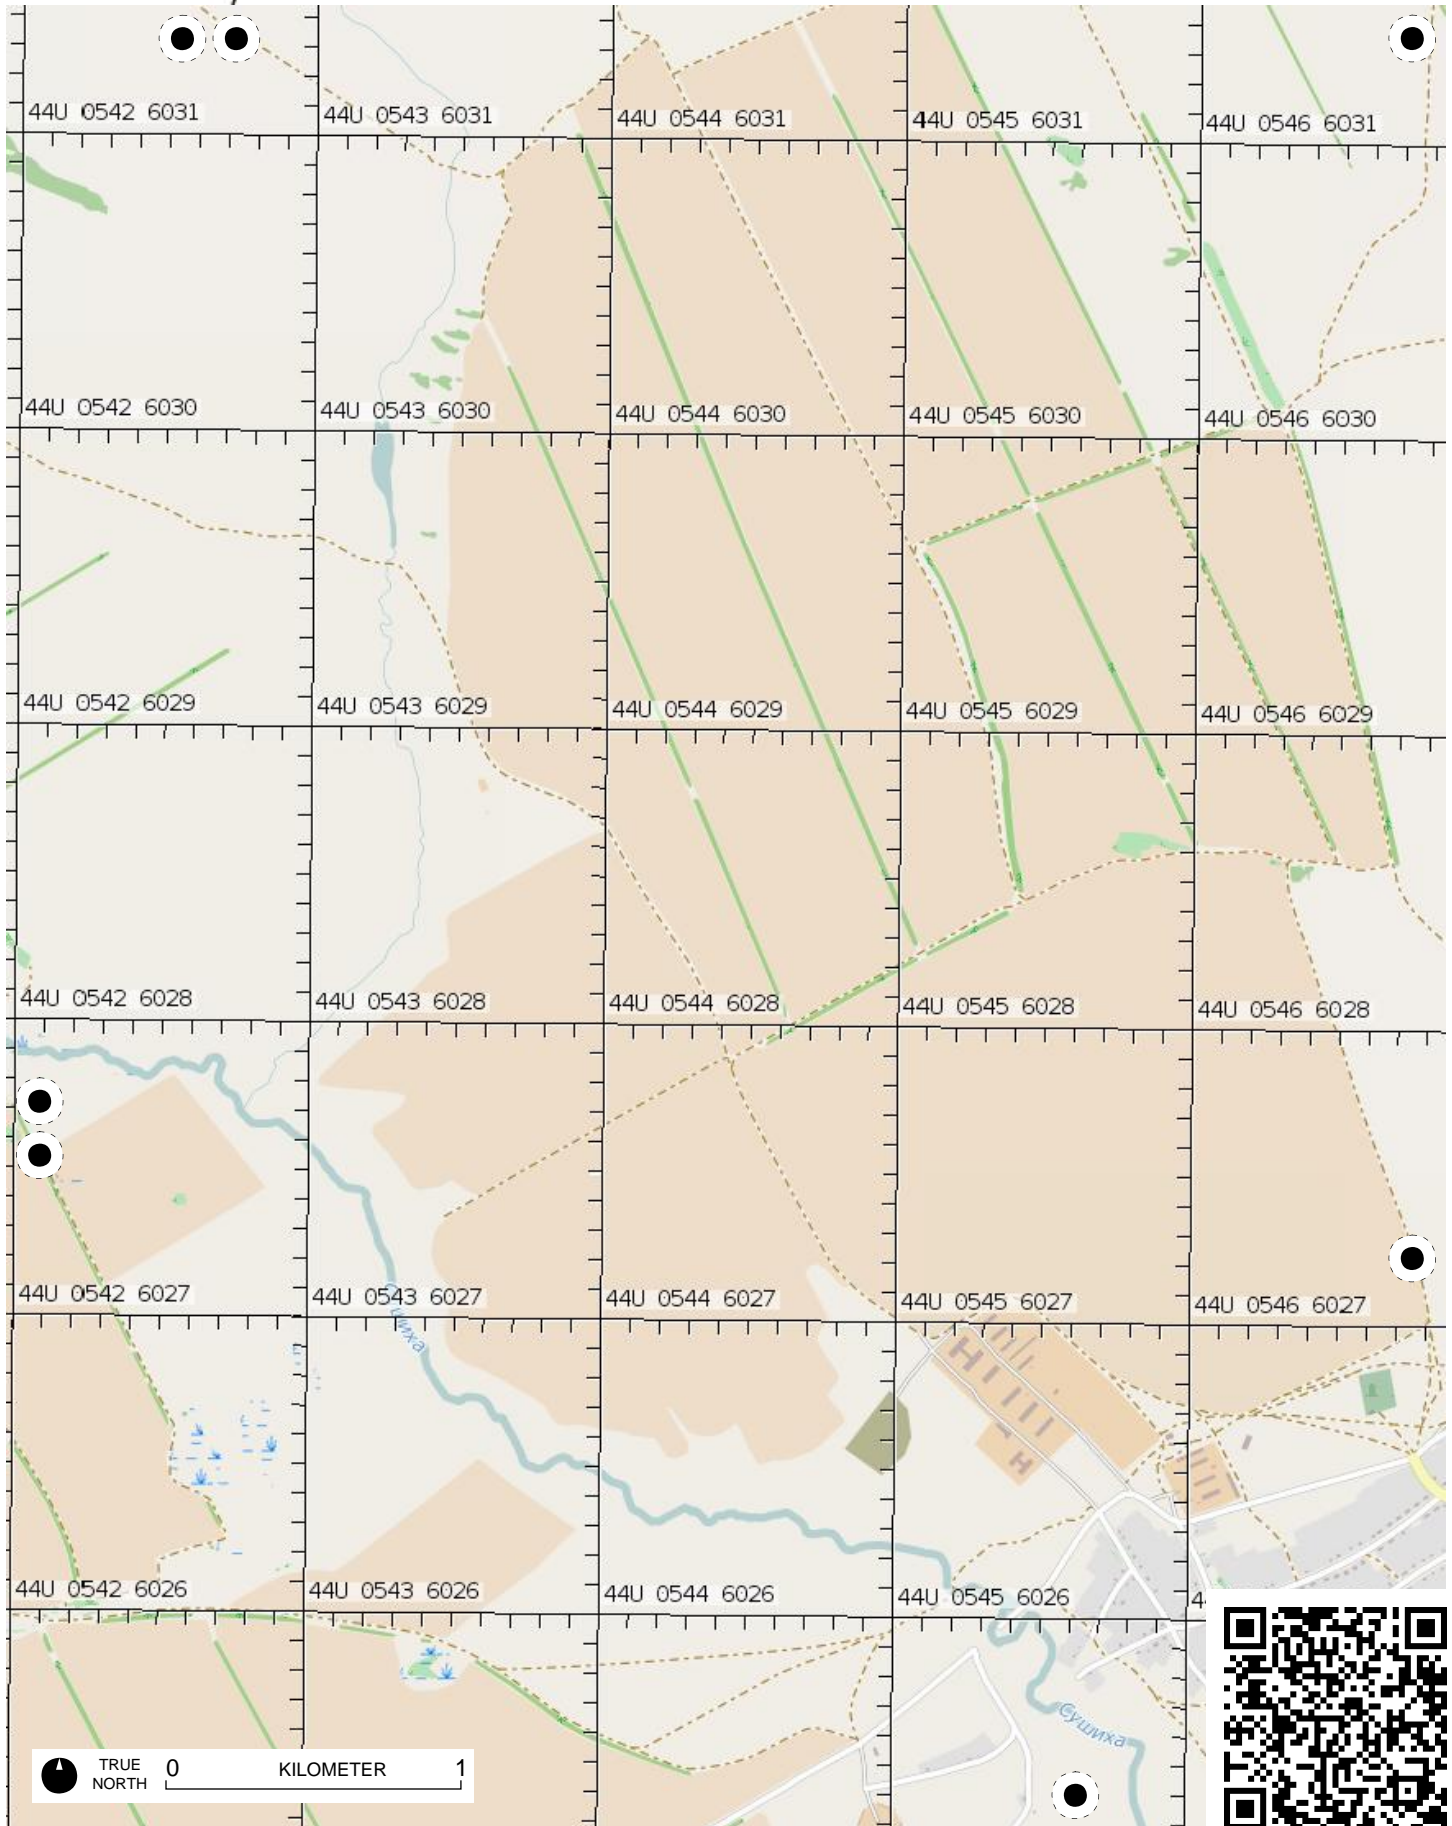 44U 0542 6031
44U 0543 6031
44U 0544 6031
44U 0545 6031
44U 0546 6031
44U 0542 6030
44U 0543 6030
44U 0544 6030
44U 0545 6030
44U 0546 6030
44U 0542 6029
44U 0543 6029
44U 0544 6029
44U 0545 6029
44U 0546 6029
44U 0542 6028
44U 0543 6028
44U 0544 6028
44U 0545 6028
44U 0546 6028
44U 0542 6027
44U 0543 6027
44U 0544 6027
44U 0545 6027
44U 0546 6027
Сушиха
44U 0542 6026
44U 0543 6026
44U 0544 6026
44U 0545 6026
Сушиха
TRUE NORTH
0 KILOMETER 1